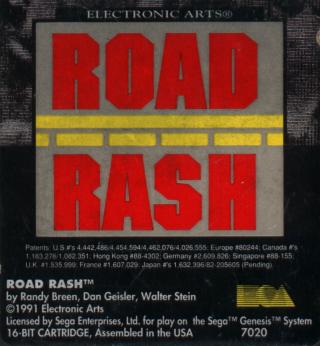 ELECTRONIC ARTS®
ROAD
RASH
Patents: U.S.#'s 4,442,486/4,454,594/4,462,076/4,026,555; Europe #80244; Canada #'s
1,183,276/1,082,351; Hong Kong #88-4302; Germany #2,609,826; Singapore #88-155;
U.K. #1,535,999; France #1,607,029; Japan #'s 1,632,396/82-205605 (Pending).
ROAD RASH™
by Randy Breen, Dan Geisler, Walter Stein
©1991 Electronic Arts
EA
Licensed by Sega Enterprises, Ltd. for play on the Sega™ Genesis™ System
16-BIT CARTRIDGE, Assembled in the USA 7020